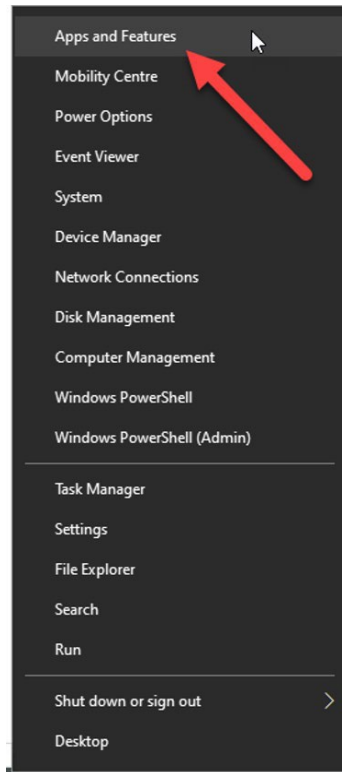 Apps and Features
Mobility Centre
Power Options
Event Viewer
System
Device Manager
Network Connections
Disk Management
Computer Management
Windows PowerShell
Windows PowerShell (Admin)
Task Manager
Settings
File Explorer
Search
Run
Shut down or sign out
Desktop